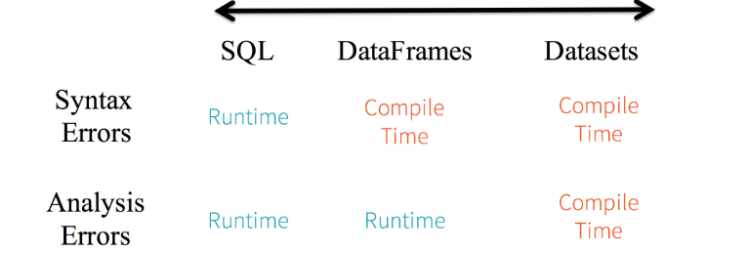 SQL DataFrames Datasets
Syntax Errors Runtime Compile Time Compile Time
Analysis Errors Runtime Runtime Compile Time